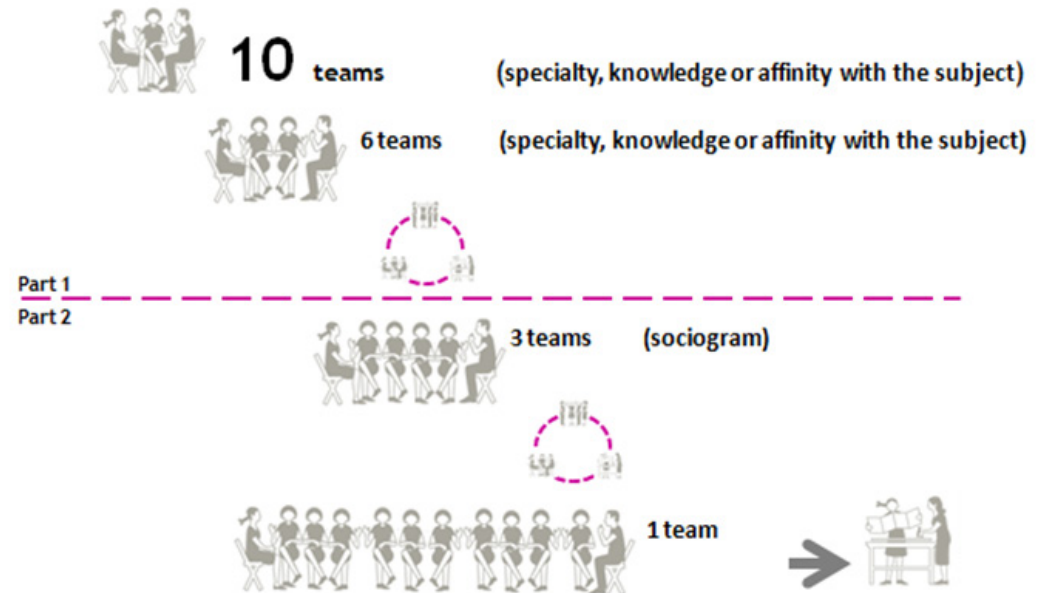 10 teams (specialty, knowledge or affinity with the subject)
6 teams (specialty, knowledge or affinity with the subject)
Part 1
Part 2
3 teams (sociogram)
1 team